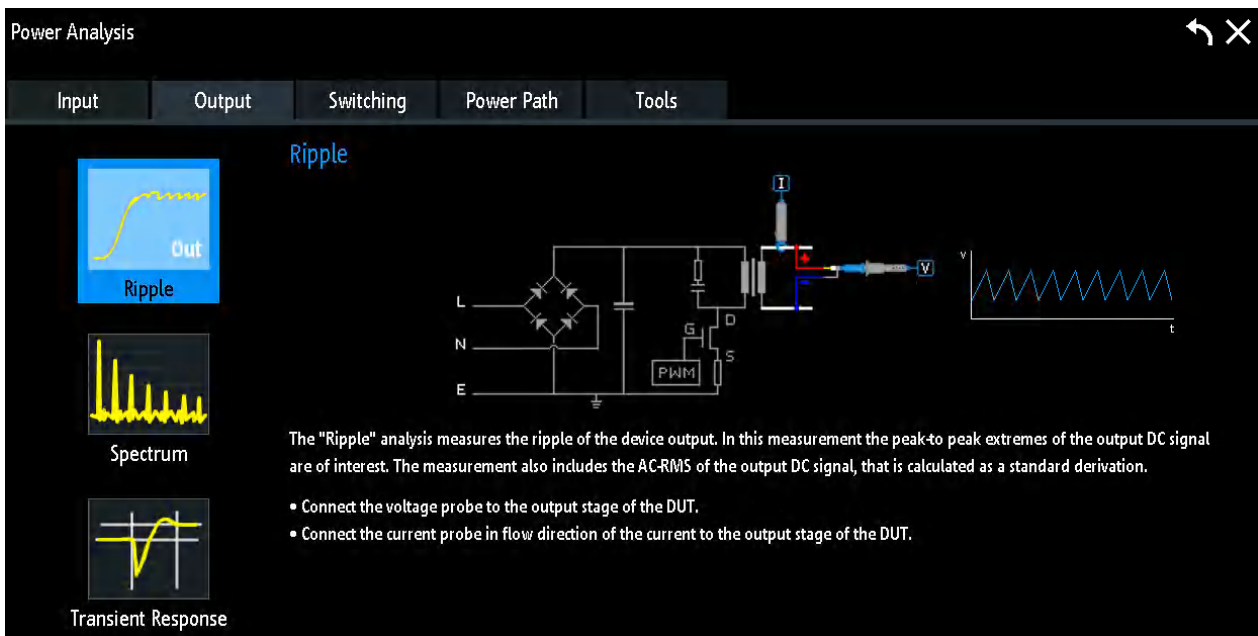 Power Analysis
Input Output Switching Power Path Tools
Ripple
Out
Ripple
Spectrum
Transient Response
I
+
-
V
L
N
E
G
D
S
PWM
v
t
The "Ripple" analysis measures the ripple of the device output. In this measurement the peak-to peak extremes of the output DC signal
are of interest. The measurement also includes the AC-RMS of the output DC signal, that is calculated as a standard derivation.
• Connect the voltage probe to the output stage of the DUT.
• Connect the current probe in flow direction of the current to the output stage of the DUT.